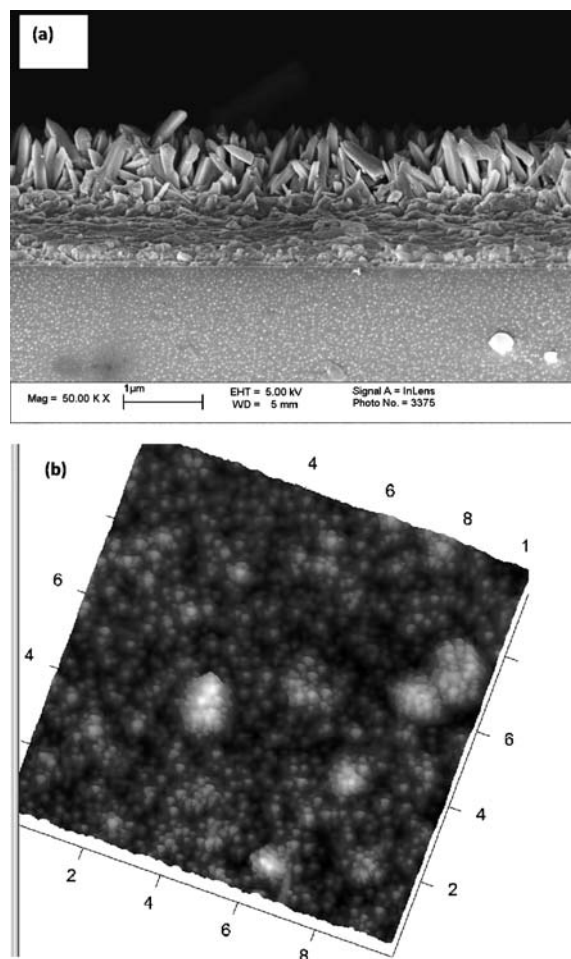 (a)
1µm
Mag = 50.00 K X
EHT = 5.00 kV
WD = 5 mm
Signal A = InLens
Photo No. = 3375
(b)
4
6
8
1
6
4
6
4
2
2
4
6
8